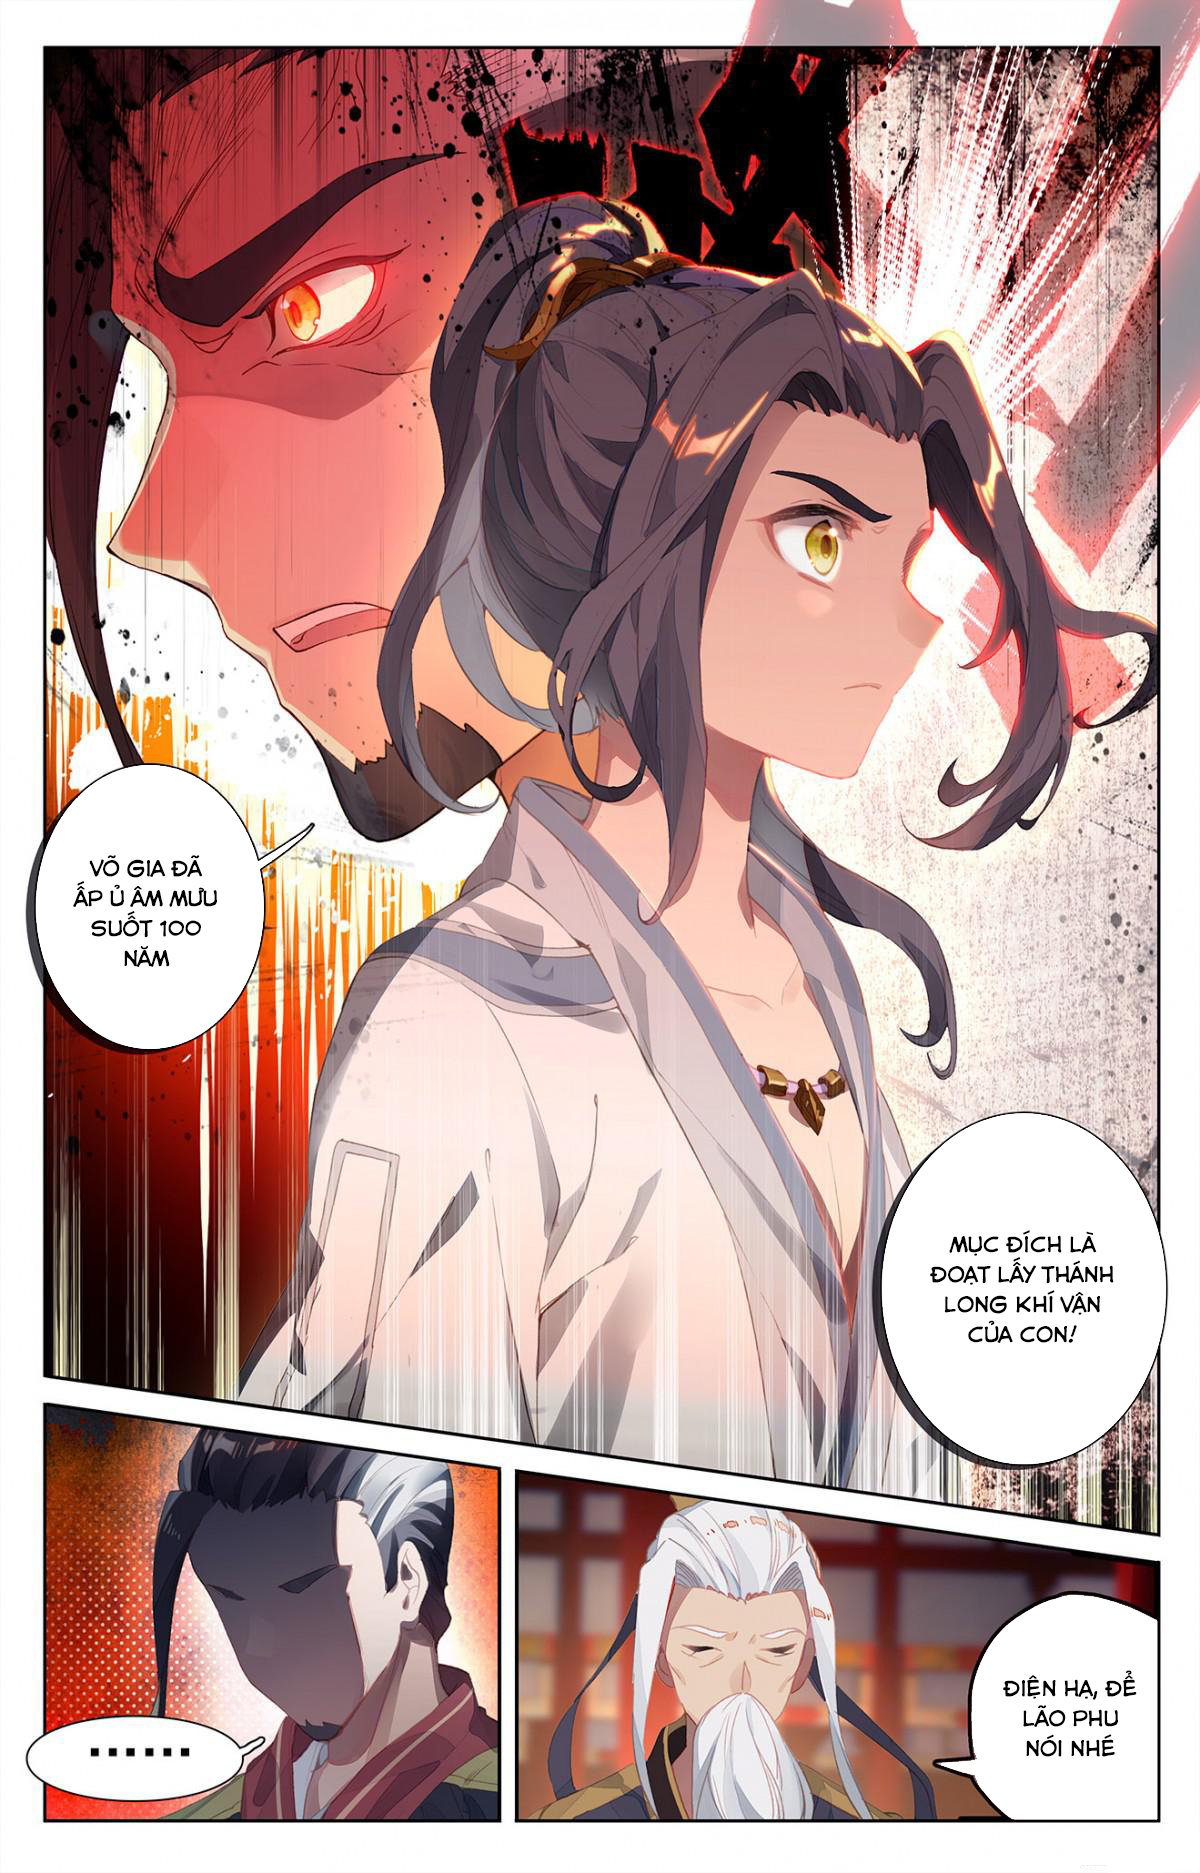 VÕ GIA ĐÃ
ẤP Ủ ÂM MƯU
SUỐT 100
NĂM
MỤC ĐÍCH LÀ
ĐOẠT LẤY THÁNH
LONG KHÍ VẬN
CỦA CON!
......
ĐIỆN HẠ, ĐỂ
LÃO PHU
NÓI NHÉ